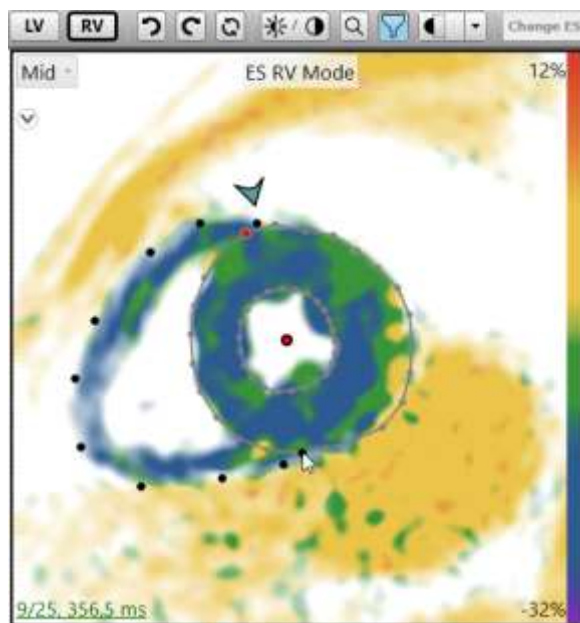 LV RV Change ES
Mid ES RV Mode 12%
9/25, 356,5 ms -32%